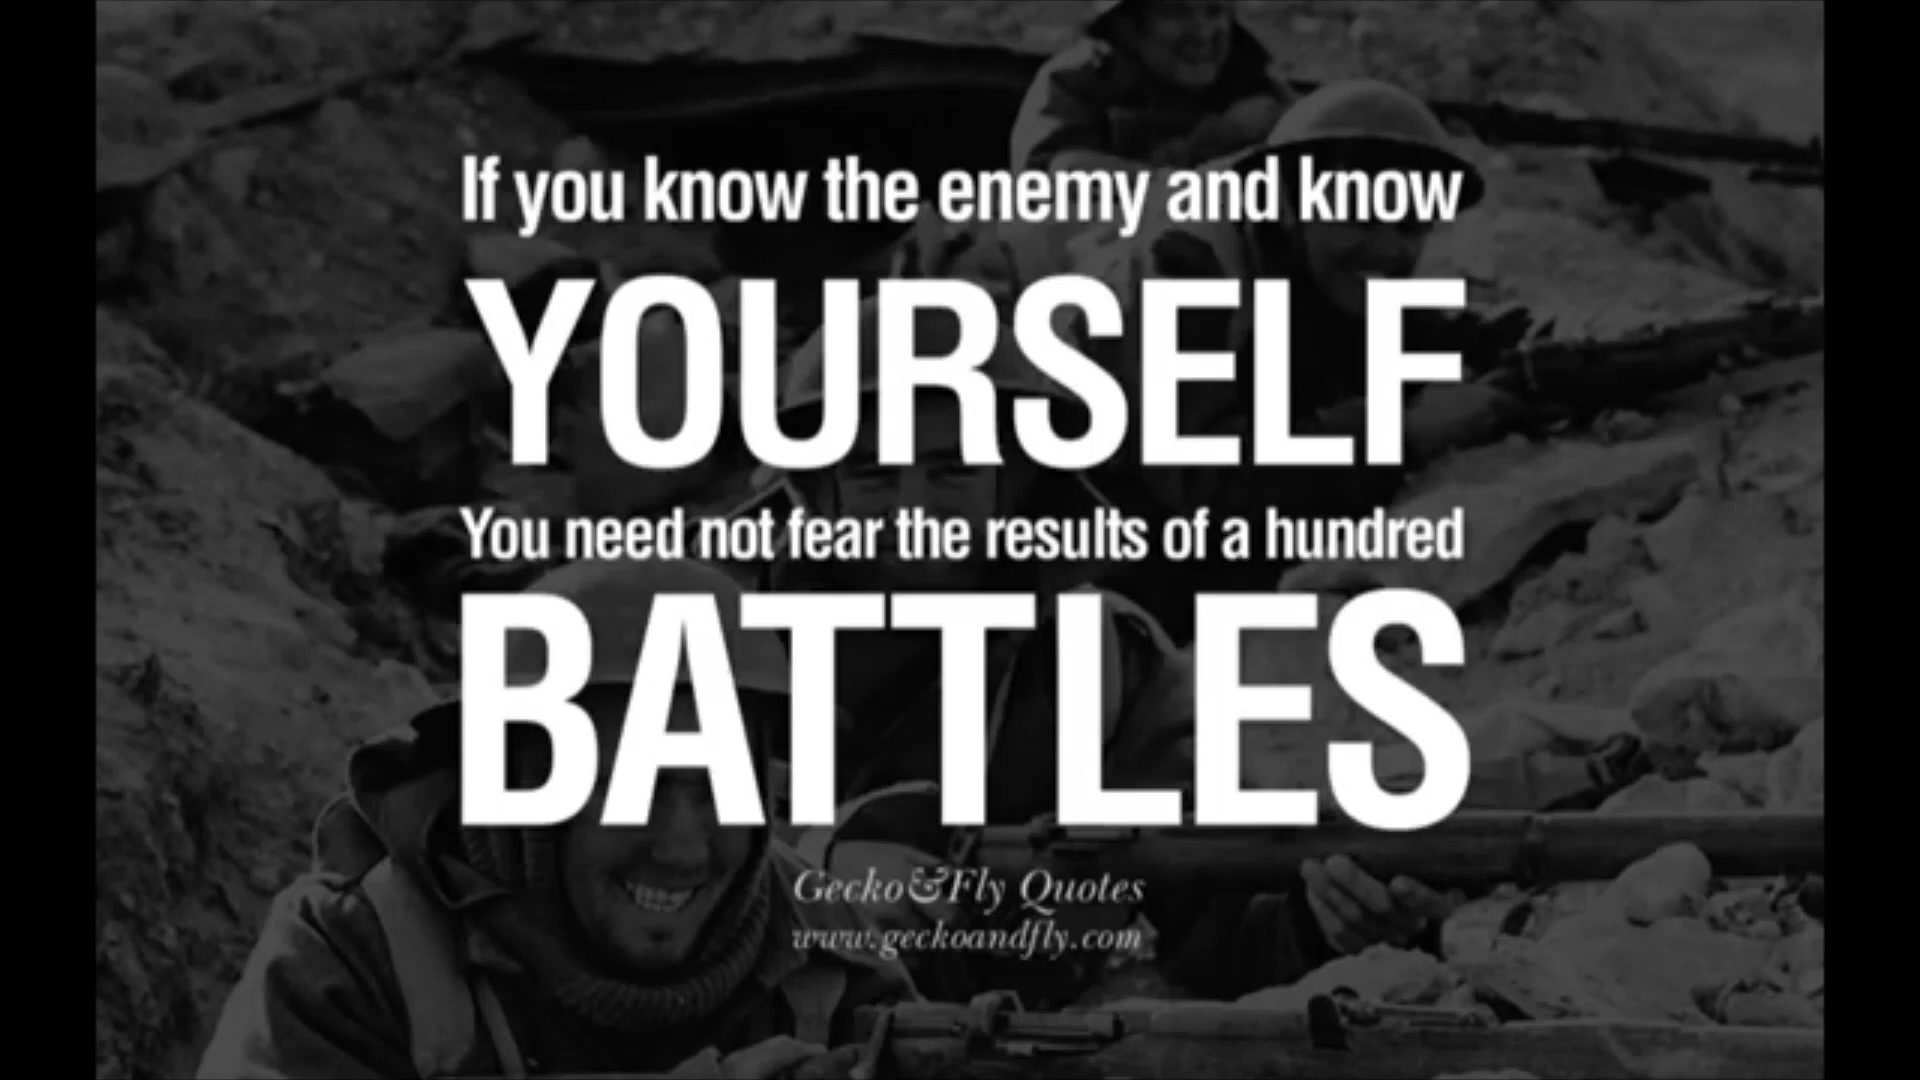 If you know the enemy and know
YOURSELF
You need not fear the results of a hundred
BATTLES
Gecko&Fly Quotes
www.geckoandfly.com